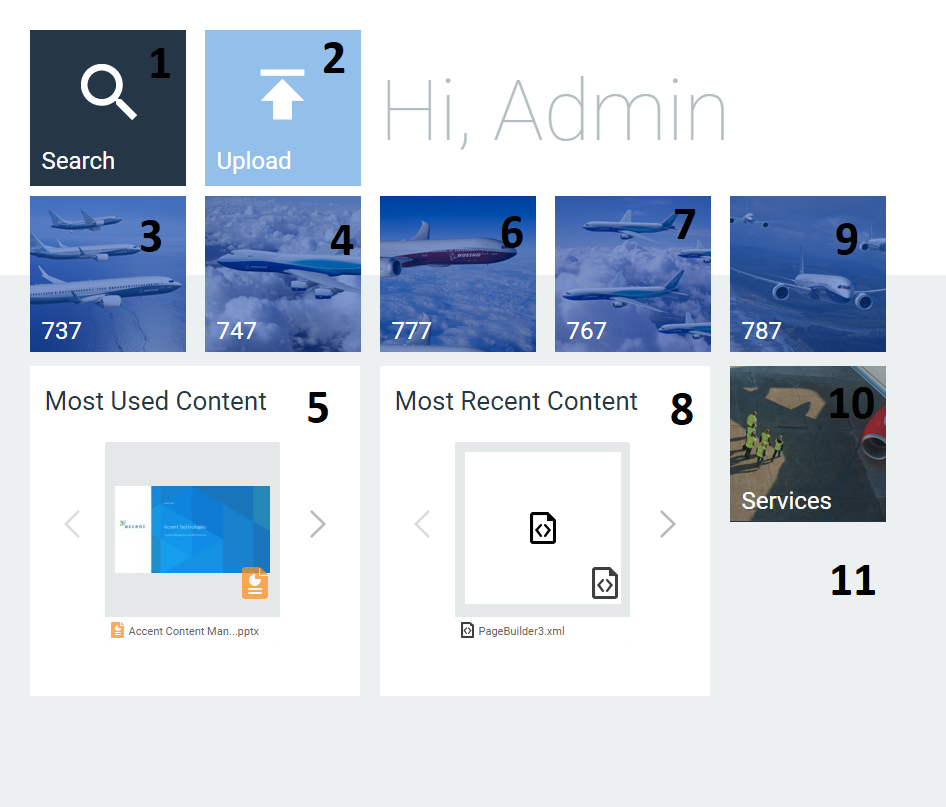 1
Search
2
Upload
Hi, Admin
3
737
4
747
6
BOEING
777
7
767
9
787
Most Used Content
5
accent
Accent Technologies
Accent Content Man...pptx
Most Recent Content
8
PageBuilder3.xml
10
Services
11